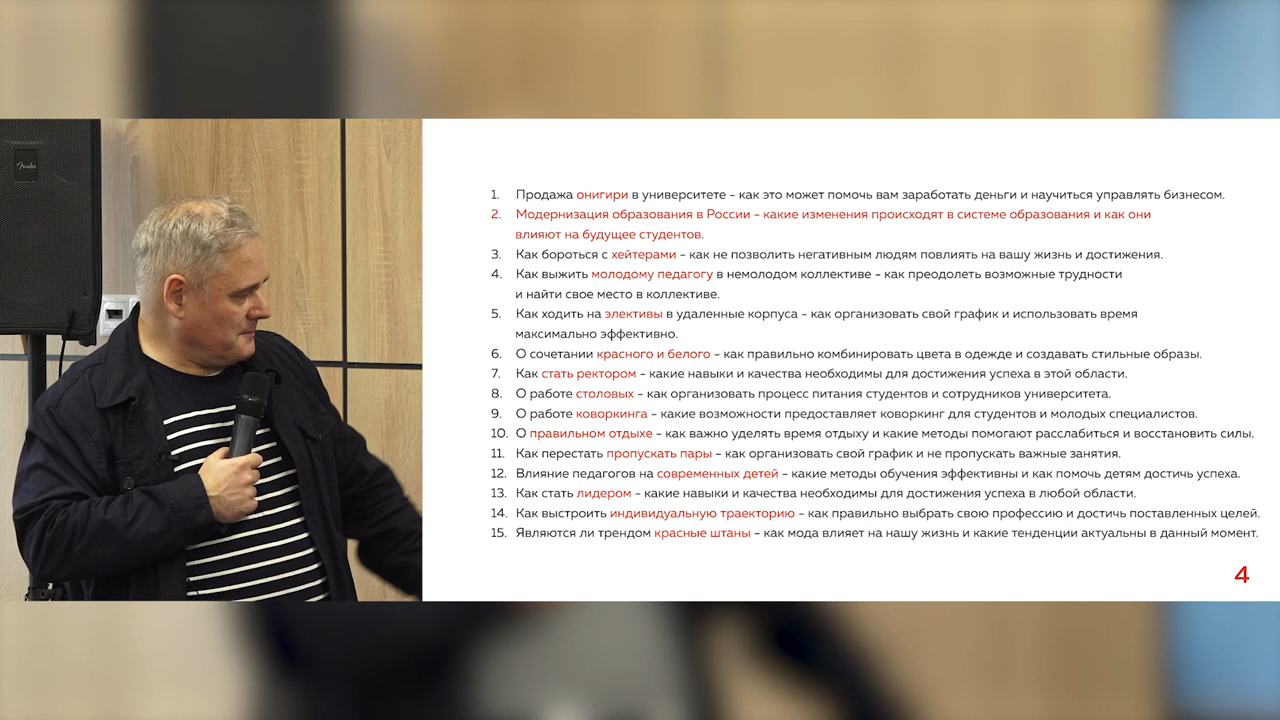 Fender
1. Продажа онигири в университете – как это может помочь вам заработать деньги и научиться управлять бизнесом.
2. Модернизация образования в России – какие изменения происходят в системе образования и как они
влияют на будущее студентов.
3. Как бороться с хейтерами – как не позволить негативным людям повлиять на вашу жизнь и достижения.
4. Как выжить молодому педагогу в немолодом коллективе – как преодолеть возможные трудности
и найти свое место в коллективе.
5. Как ходить на элективы в удаленные корпуса – как организовать свой график и использовать время
максимально эффективно.
6. О сочетании красного и белого – как правильно комбинировать цвета в одежде и создавать стильные образы.
7. Как стать ректором – какие навыки и качества необходимы для достижения успеха в этой области.
8. О работе столовых – как организовать процесс питания студентов и сотрудников университета.
9. О работе коворкинга – какие возможности предоставляет коворкинг для студентов и молодых специалистов.
10. О правильном отдыхе – как важно уделять время отдыху и какие методы помогают расслабиться и восстановить силы.
11. Как перестать пропускать пары – как организовать свой график и не пропускать важные занятия.
12. Влияние педагогов на современных детей – какие методы обучения эффективны и как помочь детям достичь успеха.
13. Как стать лидером – какие навыки и качества необходимы для достижения успеха в любой области.
14. Как выстроить индивидуальную траекторию – как правильно выбрать свою профессию и достич поставленных целей.
15. Являются ли трендом красные штаны – как мода влияет на нашу жизнь и какие тенденции актуальны в данный момент.
4